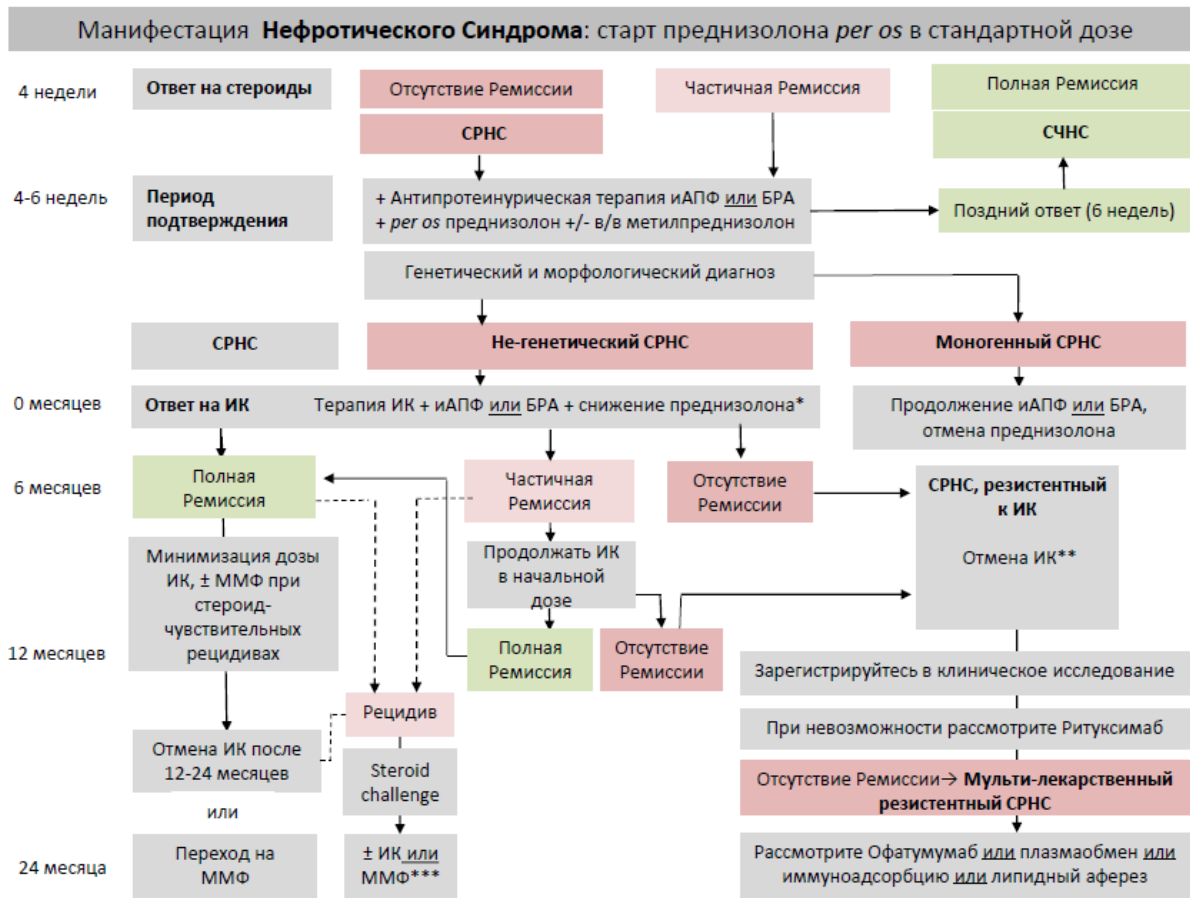 Манифестация Нефротического Синдрома: старт преднизолона per os в стандартной дозе
4 недели
Ответ на стероиды
Отсутствие Ремиссии
Частичная Ремиссия
Полная Ремиссия
СРНС
СЧНС
4-6 недель
Период
подтверждения
+ Антипротеинурическая терапия иАПФ или БРА
+ per os преднизолон +/- в/в метилпреднизолон
Поздний ответ (6 недель)
Генетический и морфологический диагноз
СРНС
Не-генетический СРНС
Моногенный СРНС
0 месяцев
Ответ на ИК
Терапия ИК + иАПФ или БРА + снижение преднизолона*
Продолжение иАПФ или БРА,
отмена преднизолона
6 месяцев
Полная
Ремиссия
Частичная
Ремиссия
Отсутствие
Ремиссии
СРНС, резистентный
к ИК
Отмена ИК**
Минимизация дозы
ИК, ± ММФ при
стероид-
чувствительных
рецидивах
Продолжать ИК
в начальной
дозе
12 месяцев
Полная
Ремиссия
Отсутствие
Ремиссии
Зарегистрируйтесь в клиническое исследование
Рецидив
При невозможности рассмотрите Ритуксимаб
Отмена ИК после
12-24 месяцев
Steroid
challenge
Отсутствие Ремиссии→ Мульти-лекарственный
резистентный СРНС
или
24 месяца
Переход на
ММФ
± ИК или
ММФ***
Рассмотрите Офатумумаб или плазмаобмен или
иммуноадсорбцию или липидный аферез